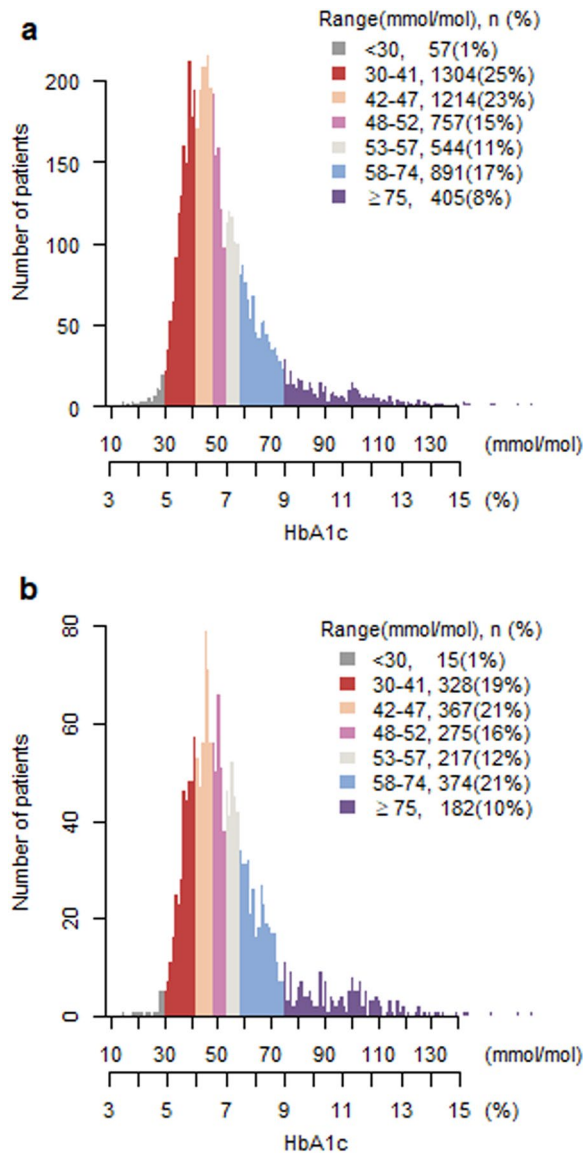 a
Range(mmol/mol), n (%)
<30, 57(1%)
30-41, 1304(25%)
42-47, 1214(23%)
48-52, 757(15%)
53-57, 544(11%)
58-74, 891(17%)
≥75, 405(8%)
Number of patients
200
150
100
50
0
10 30 50 70 90 110 130 (mmol/mol)
3 5 7 9 11 13 15 (%)
HbA1c
b
Range(mmol/mol), n (%)
<30, 15(1%)
30-41, 328(19%)
42-47, 367(21%)
48-52, 275(16%)
53-57, 217(12%)
58-74, 374(21%)
≥75, 182(10%)
Number of patients
80
60
40
20
0
10 30 50 70 90 110 130 (mmol/mol)
3 5 7 9 11 13 15 (%)
HbA1c